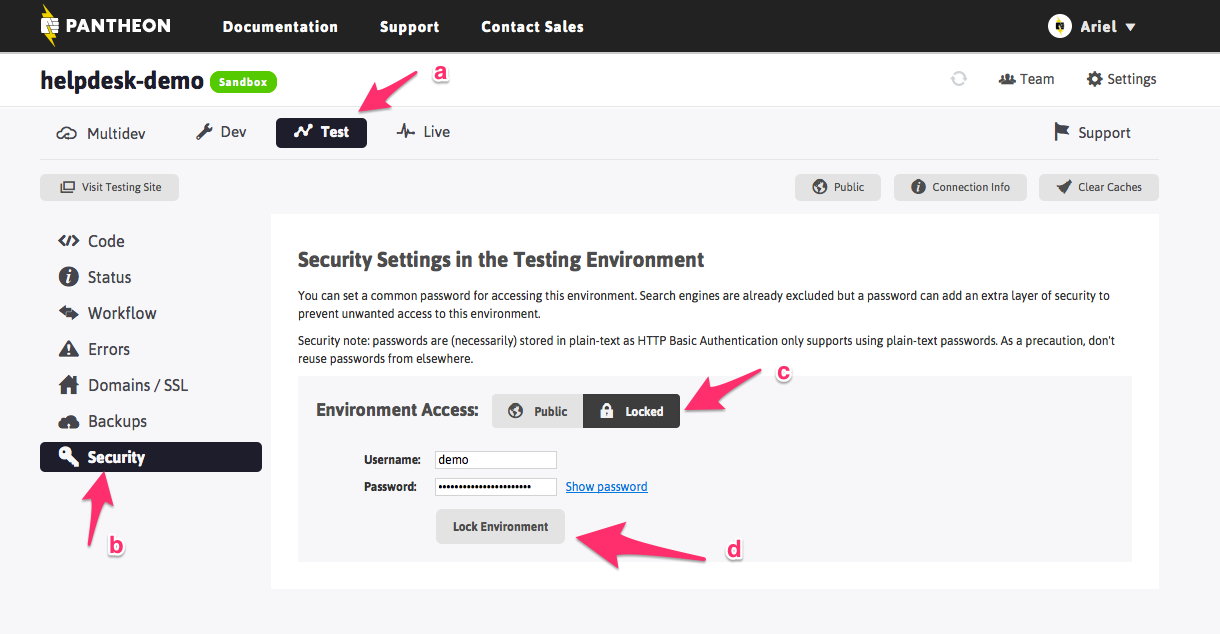 PANTHEON Documentation Support Contact Sales Ariel
helpdesk-demo Sandbox Team Settings
a
Multidev Dev Test Live Support
Visit Testing Site Public Connection Info Clear Caches
Code
Status
Workflow
Errors
Domains / SSL
Backups
Security
b
Security Settings in the Testing Environment
You can set a common password for accessing this environment. Search engines are already excluded but a password can add an extra layer of security to
prevent unwanted access to this environment.
Security note: passwords are (necessarily) stored in plain-text as HTTP Basic Authentication only supports using plain-text passwords. As a precaution, don't
reuse passwords from elsewhere.
c
Environment Access: Public Locked
Username: demo
Password: •••••••••••••••••••••• Show password
Lock Environment
d